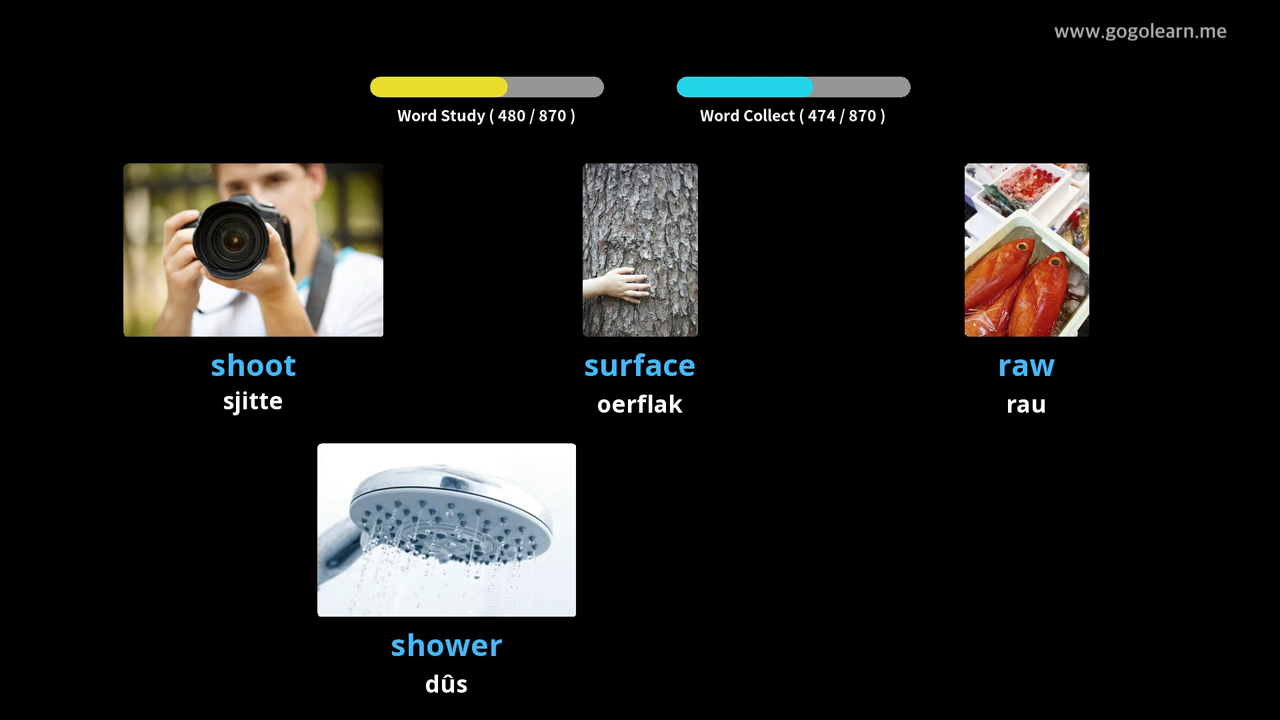 www.gogolearn.me
Word Study ( 480 / 870 )
Word Collect ( 474 / 870 )
shoot
sjitte
surface
oerflak
raw
rau
shower
dûs